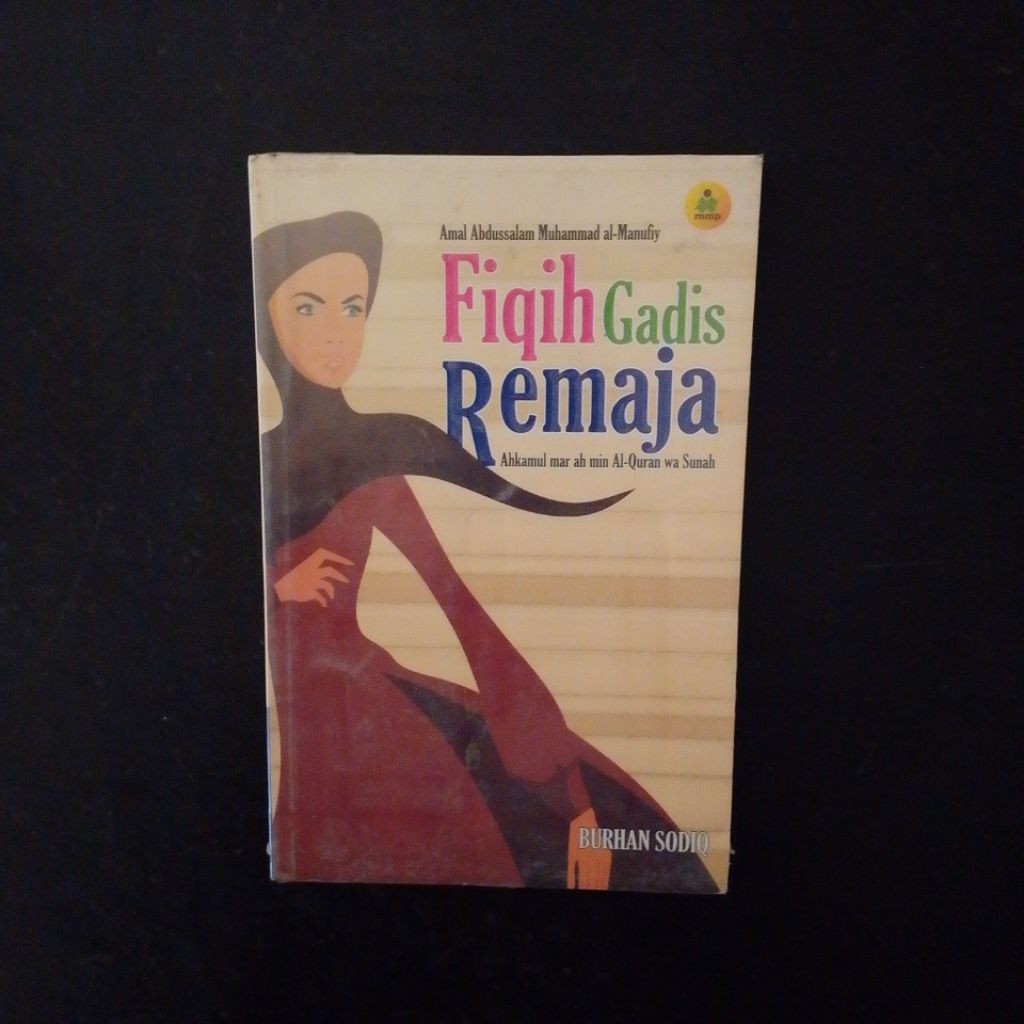 mmp
Amal Abdussalam Muhammad al-Manufiy
Fiqih Gadis
Remaja
Ahkamul mar ah min Al-Quran wa Sunah
BURHAN SODIQ